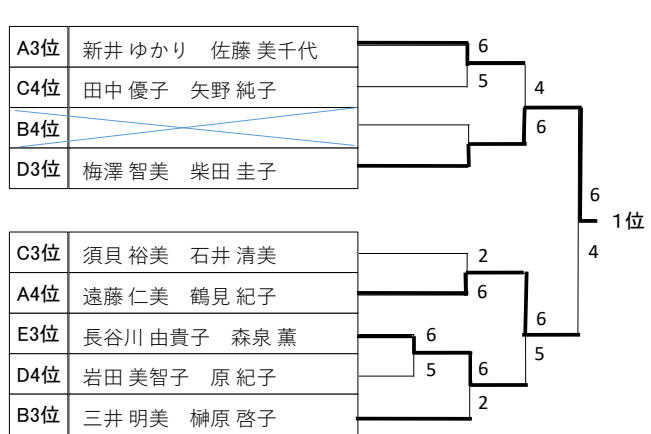 A3位 新井 ゆかり 佐藤 美千代 6
C4位 田中 優子 矢野 純子 5
4
B4位
6
D3位 梅澤 智美 柴田 圭子
6
1位
C3位 須貝 裕美 石井 清美 2
4
A4位 遠藤 仁美 鶴見 紀子 6
6
E3位 長谷川 由貴子 森泉 薫 6
5
D4位 岩田 美智子 原 紀子 5 6
B3位 三井 明美 榊原 啓子 2